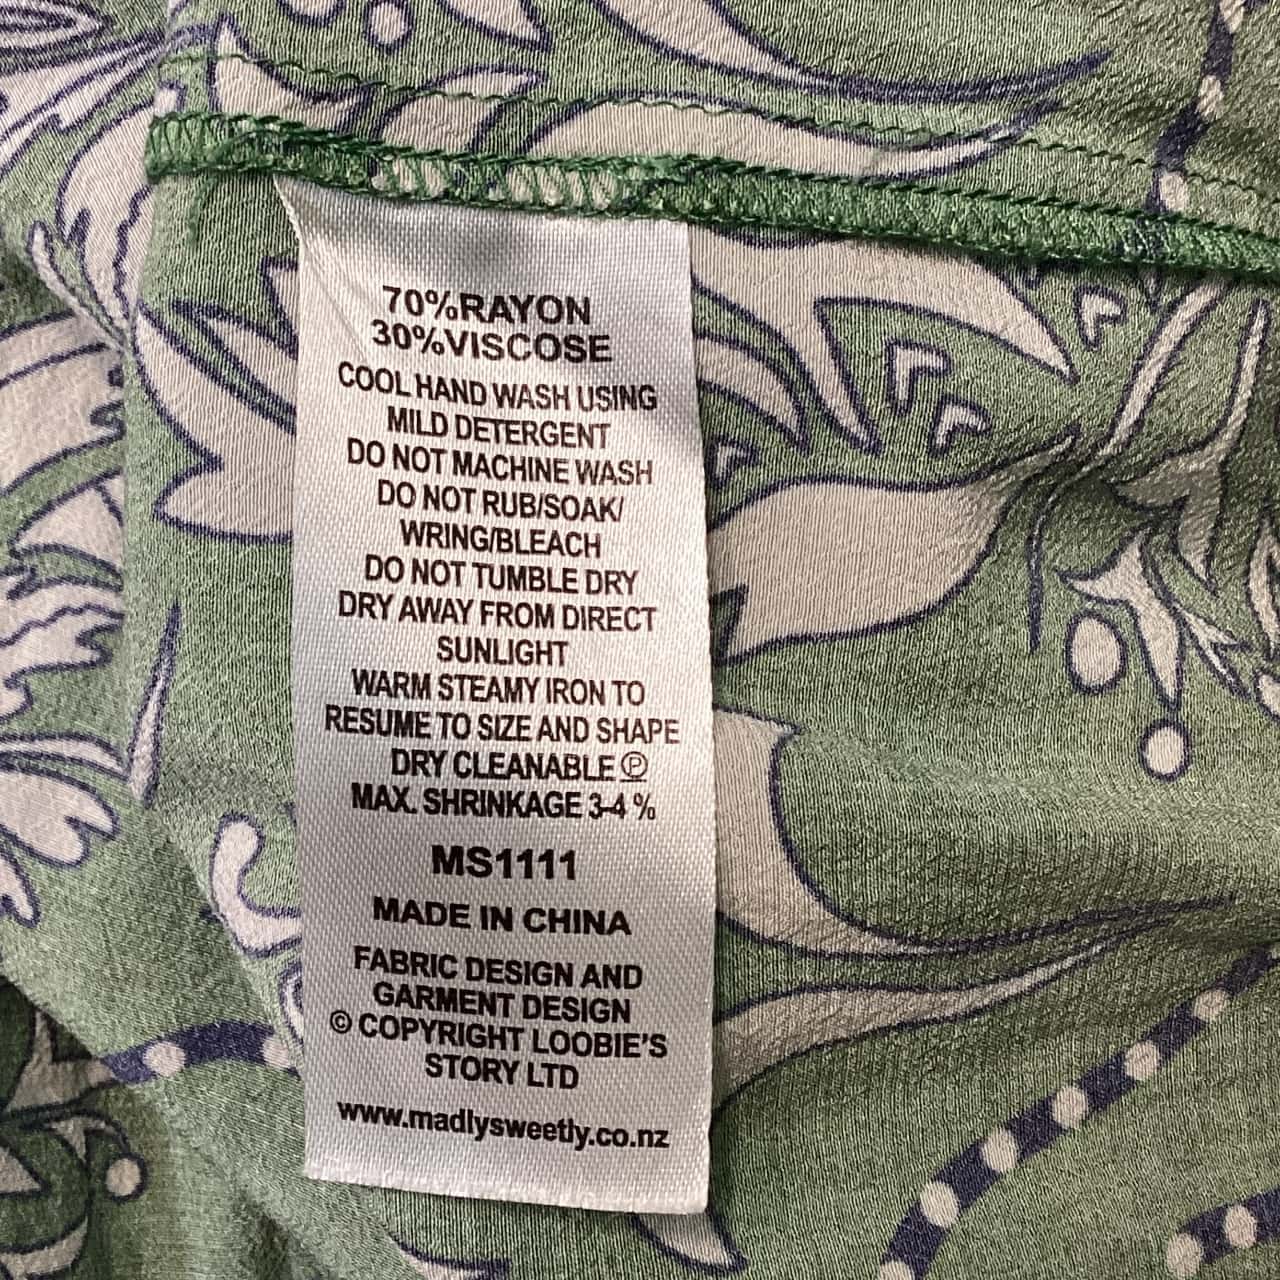 70%RAYON
30%VISCOSE
COOL HAND WASH USING
MILD DETERGENT
DO NOT MACHINE WASH
DO NOT RUB/SOAK/
WRING/BLEACH
DO NOT TUMBLE DRY
DRY AWAY FROM DIRECT
SUNLIGHT
WARM STEAMY IRON TO
RESUME TO SIZE AND SHAPE
DRY CLEANABLE Ⓟ
MAX. SHRINKAGE 3-4 %
MS1111
MADE IN CHINA
FABRIC DESIGN AND
GARMENT DESIGN
© COPYRIGHT LOOBIE'S
STORY LTD
www.madlysweetly.co.nz